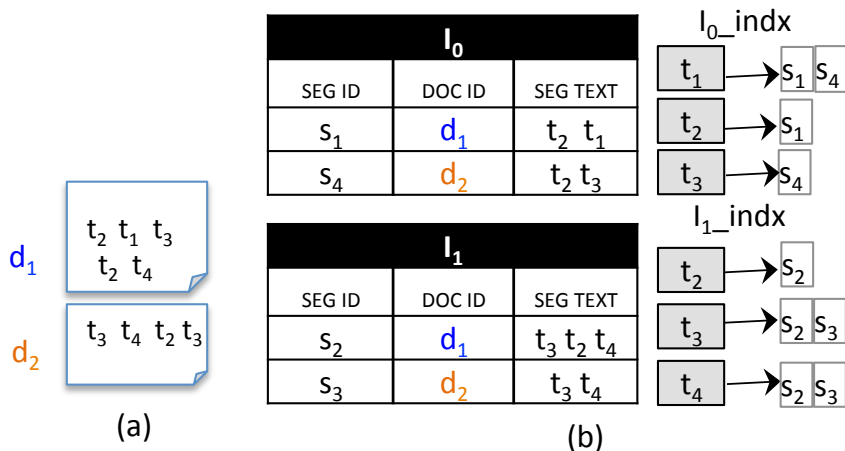 t₂ t₁ t₃
t₂ t₄
d₁
t₃ t₄ t₂ t₃
d₂
(a)
I₀
SEG ID DOC ID SEG TEXT
s₁ d₁ t₂ t₁
s₄ d₂ t₂ t₃
I₀_indx
t₁ s₁ s₄
t₂ s₁
t₃ s₄
I₁
SEG ID DOC ID SEG TEXT
s₂ d₁ t₃ t₂ t₄
s₃ d₂ t₃ t₄
I₁_indx
t₂ s₂
t₃ s₂ s₃
t₄ s₂ s₃
(b)